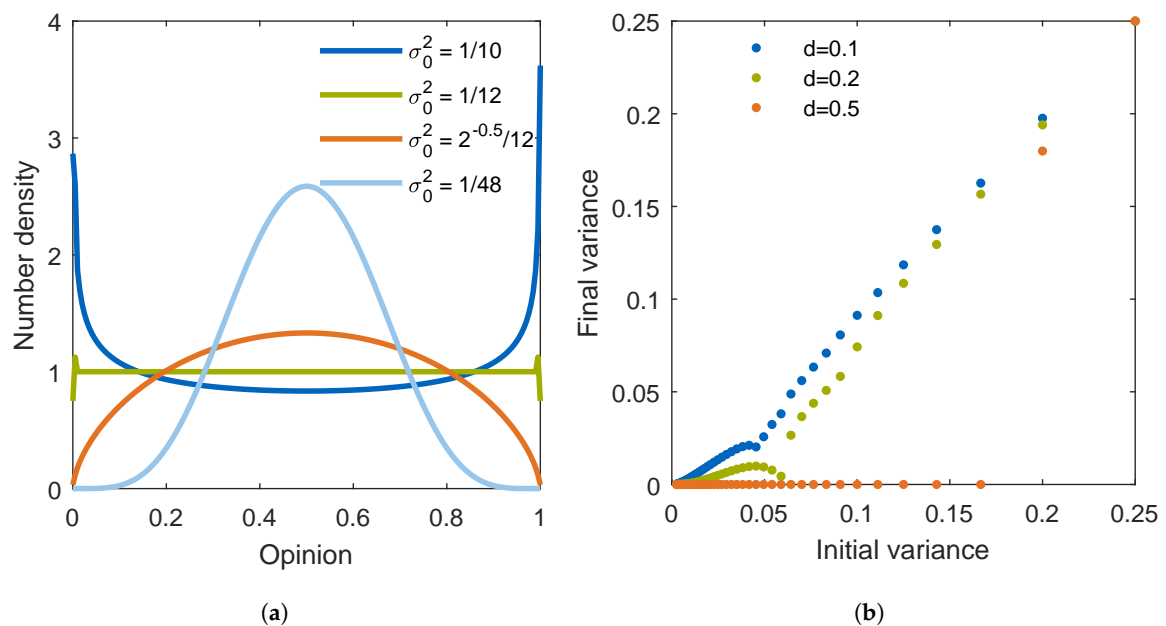 4
3
2
1
0
0
0.2
0.4
0.6
0.8
1
Number density
Opinion
σ₀² = 1/10
σ₀² = 1/12
σ₀² = 2^-0.5/12
σ₀² = 1/48
(a)
0.25
0.2
0.15
0.1
0.05
0
0
0.05
0.1
0.15
0.2
0.25
Final variance
Initial variance
d=0.1
d=0.2
d=0.5
(b)